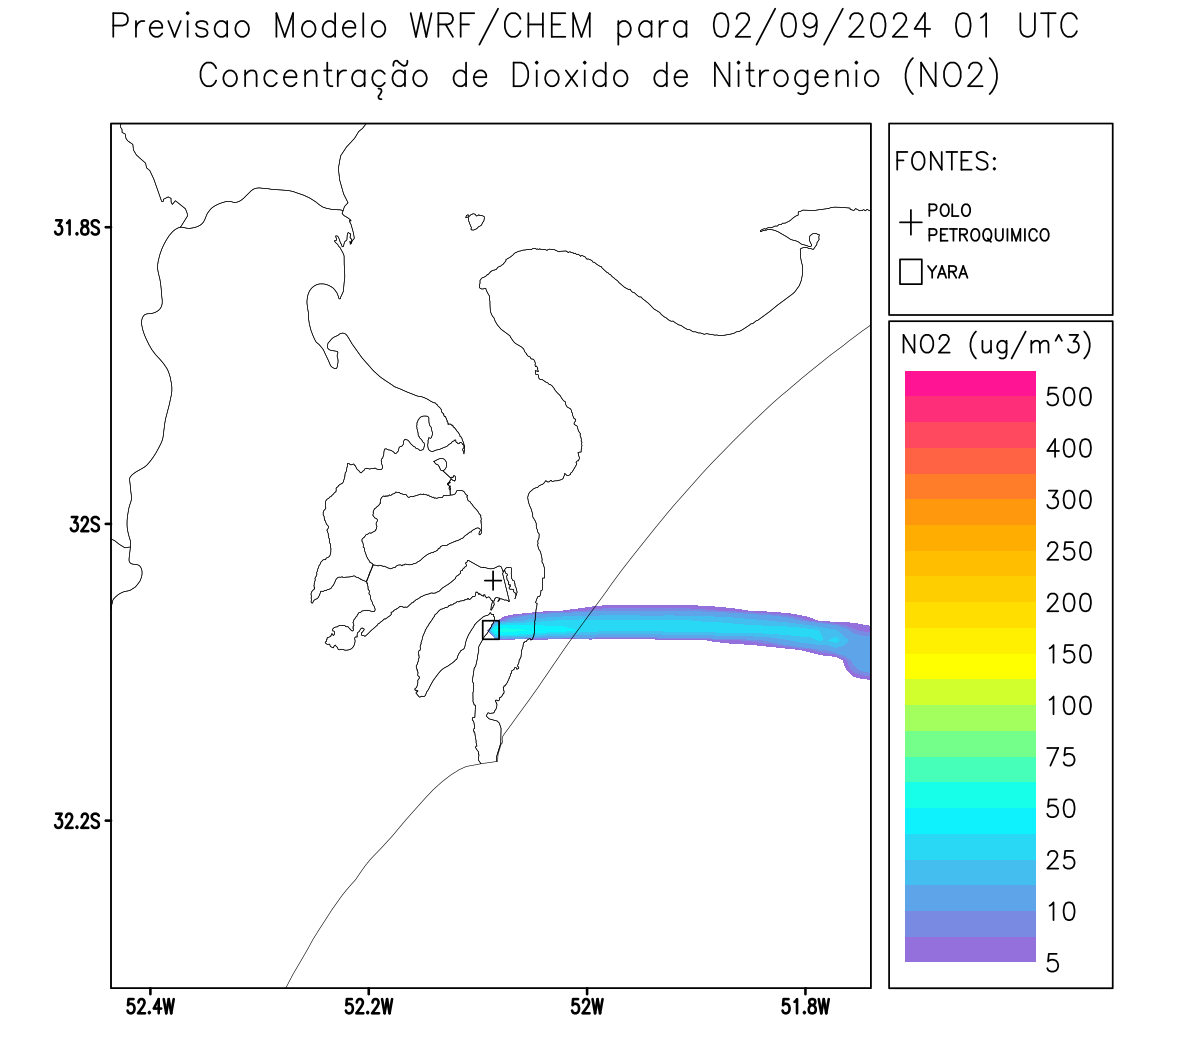 Previsao Modelo WRF/CHEM para 02/09/2024 01 UTC
Concentração de Dioxido de Nitrogenio (NO2)
FONTES:
POLO
PETROQUIMICO
YARA
NO2 (ug/m^3)
500
400
300
250
200
150
100
75
50
25
10
5
31.8S
32S
32.2S
52.4W
52.2W
52W
51.8W